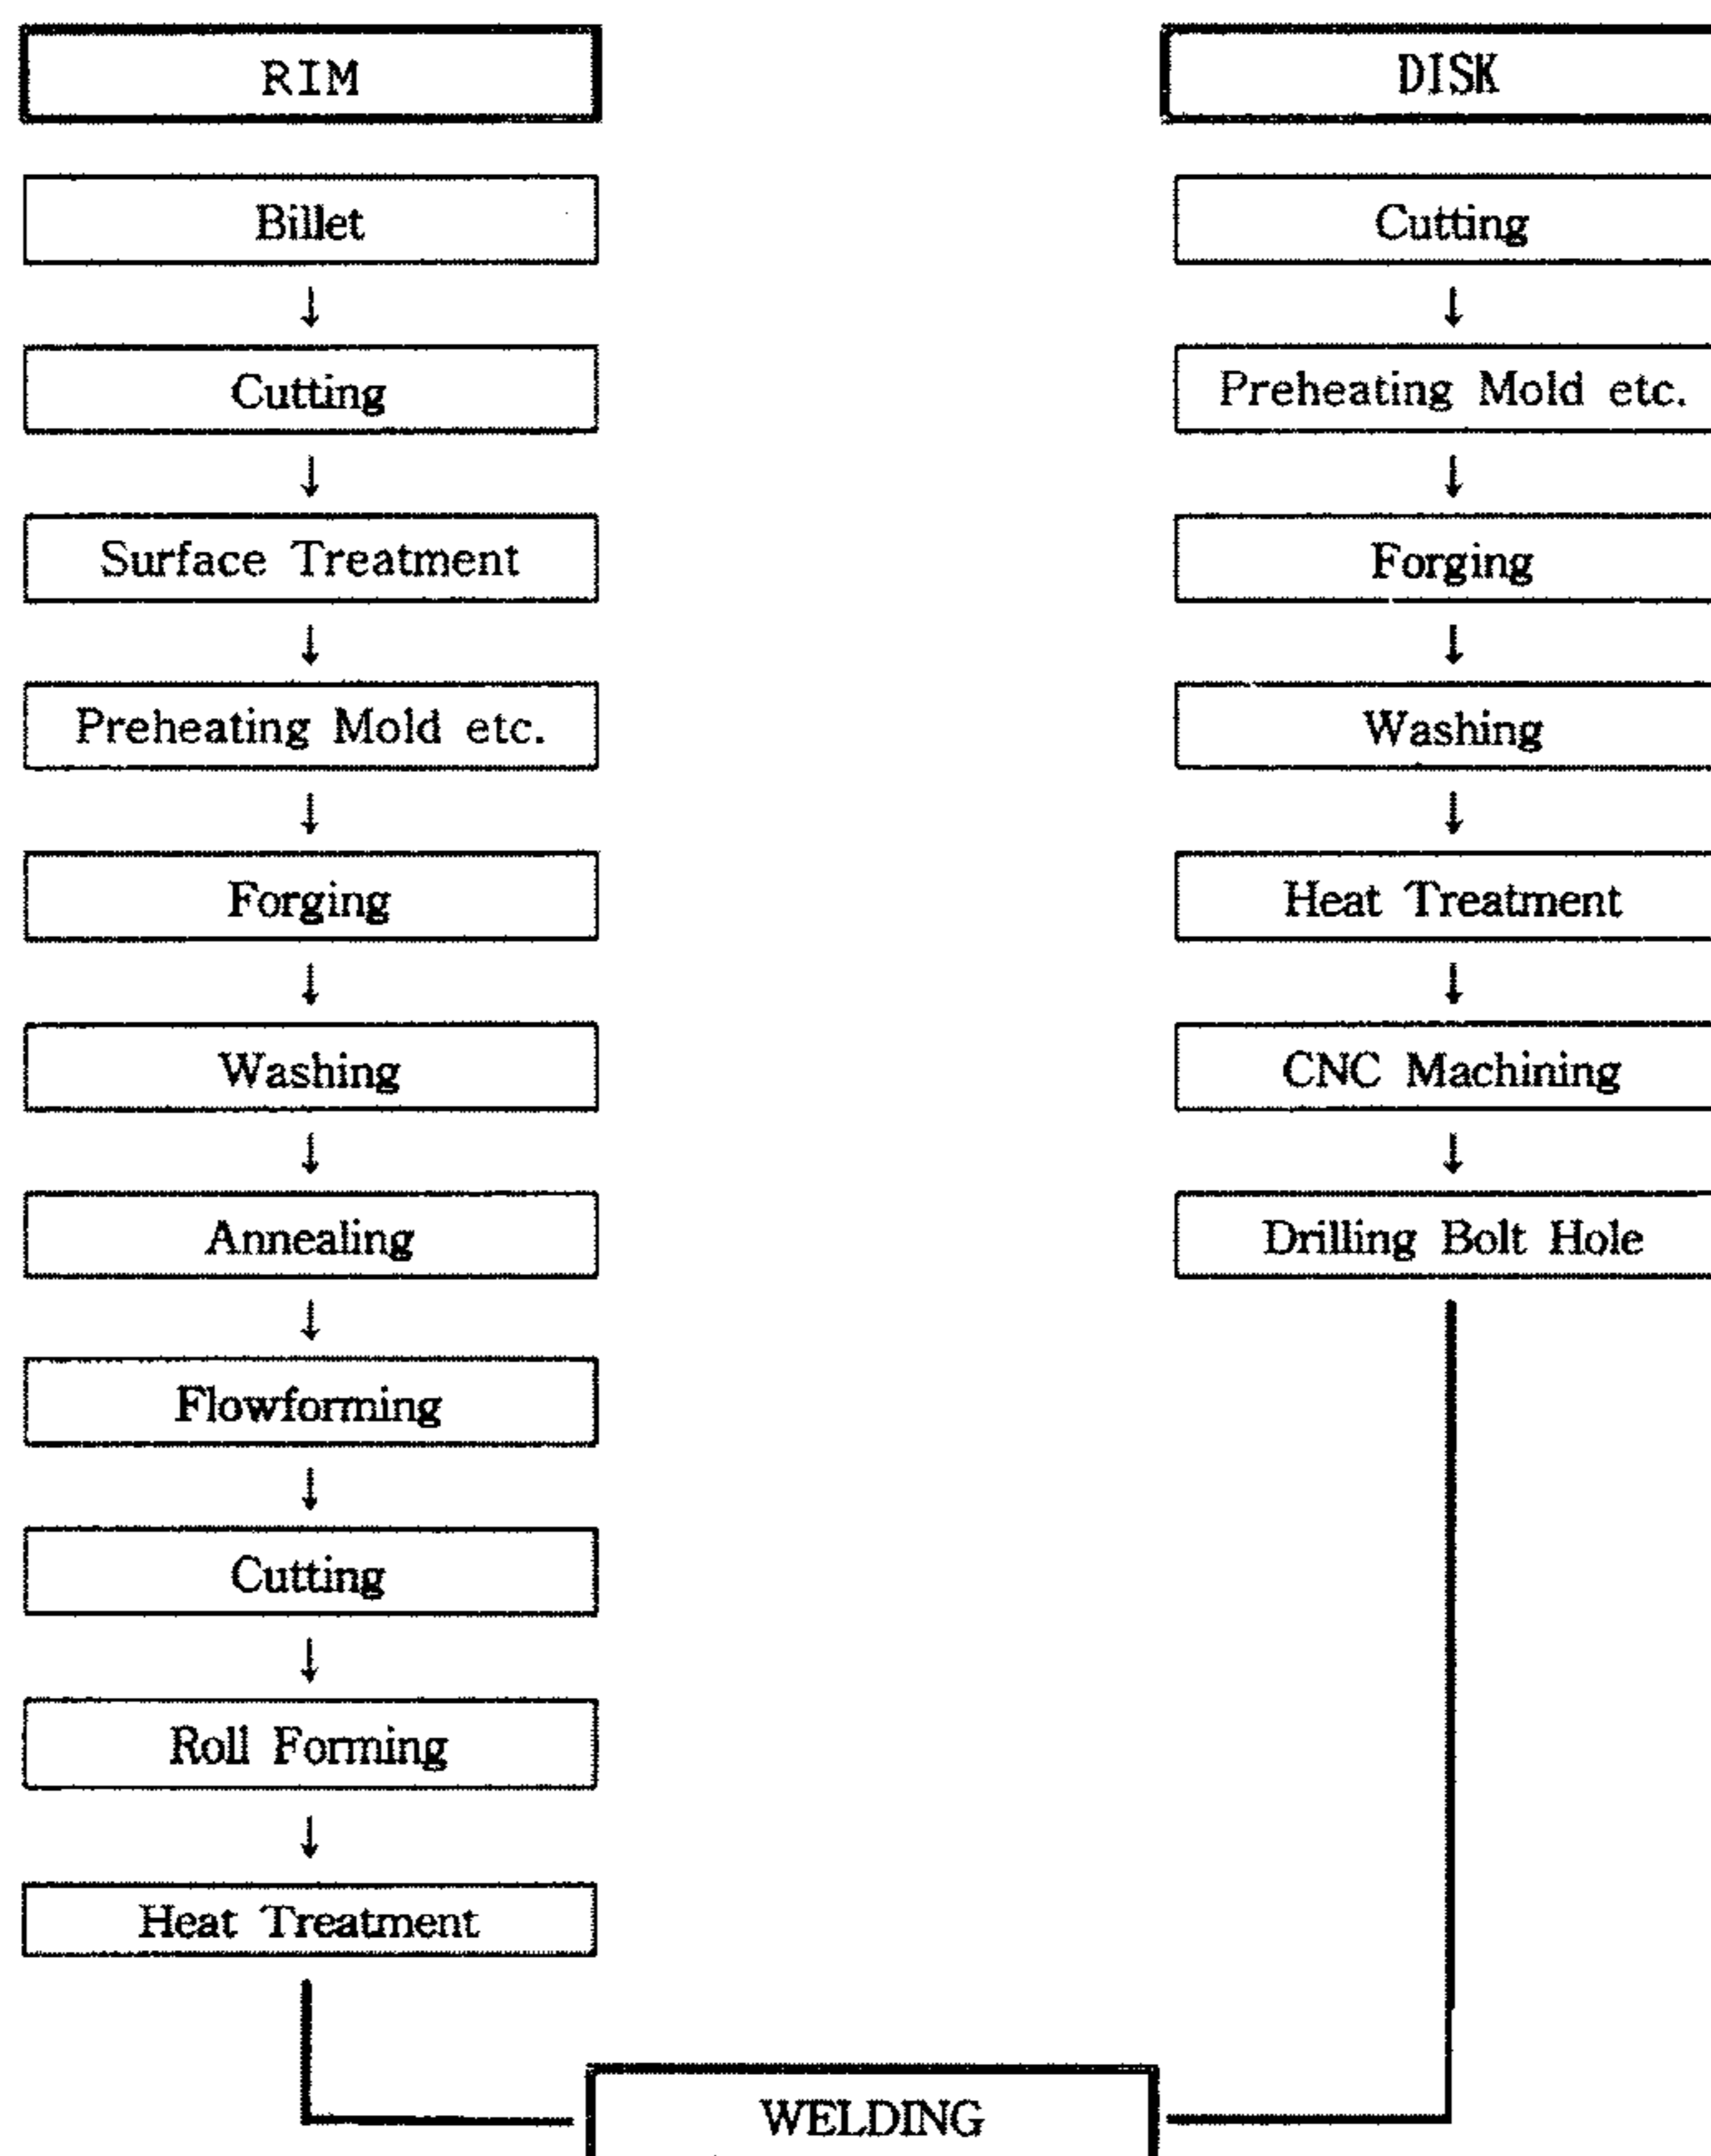 RIM
Billet
Cutting
Surface Treatment
Preheating Mold etc.
Forging
Washing
Annealing
Flowforming
Cutting
Roll Forming
Heat Treatment
DISK
Cutting
Preheating Mold etc.
Forging
Washing
Heat Treatment
CNC Machining
Drilling Bolt Hole
WELDING